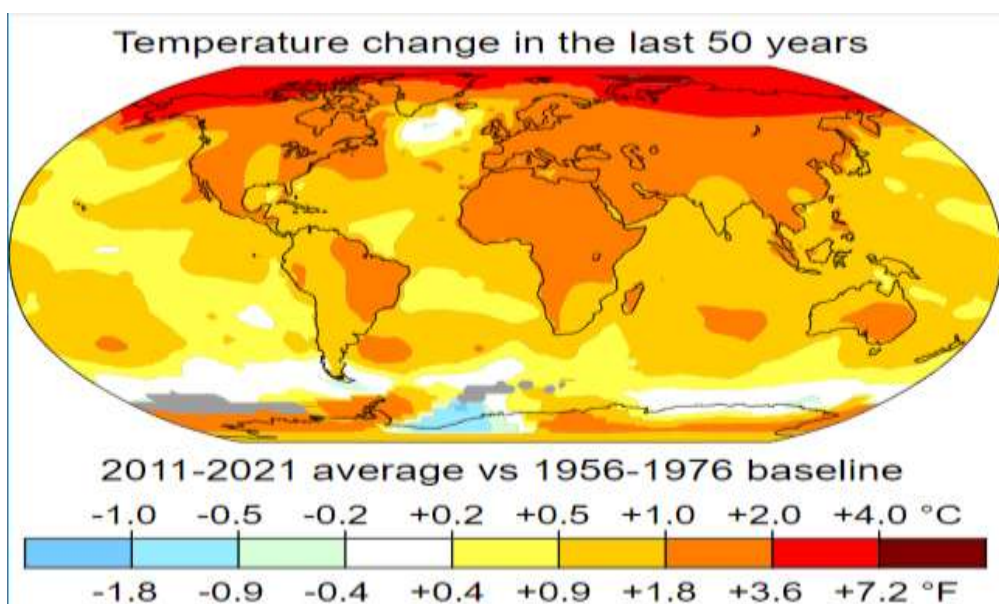 Temperature change in the last 50 years
2011-2021 average vs 1956-1976 baseline
-1.0 -0.5 -0.2 +0.2 +0.5 +1.0 +2.0 +4.0 °C
-1.8 -0.9 -0.4 +0.4 +0.9 +1.8 +3.6 +7.2 °F